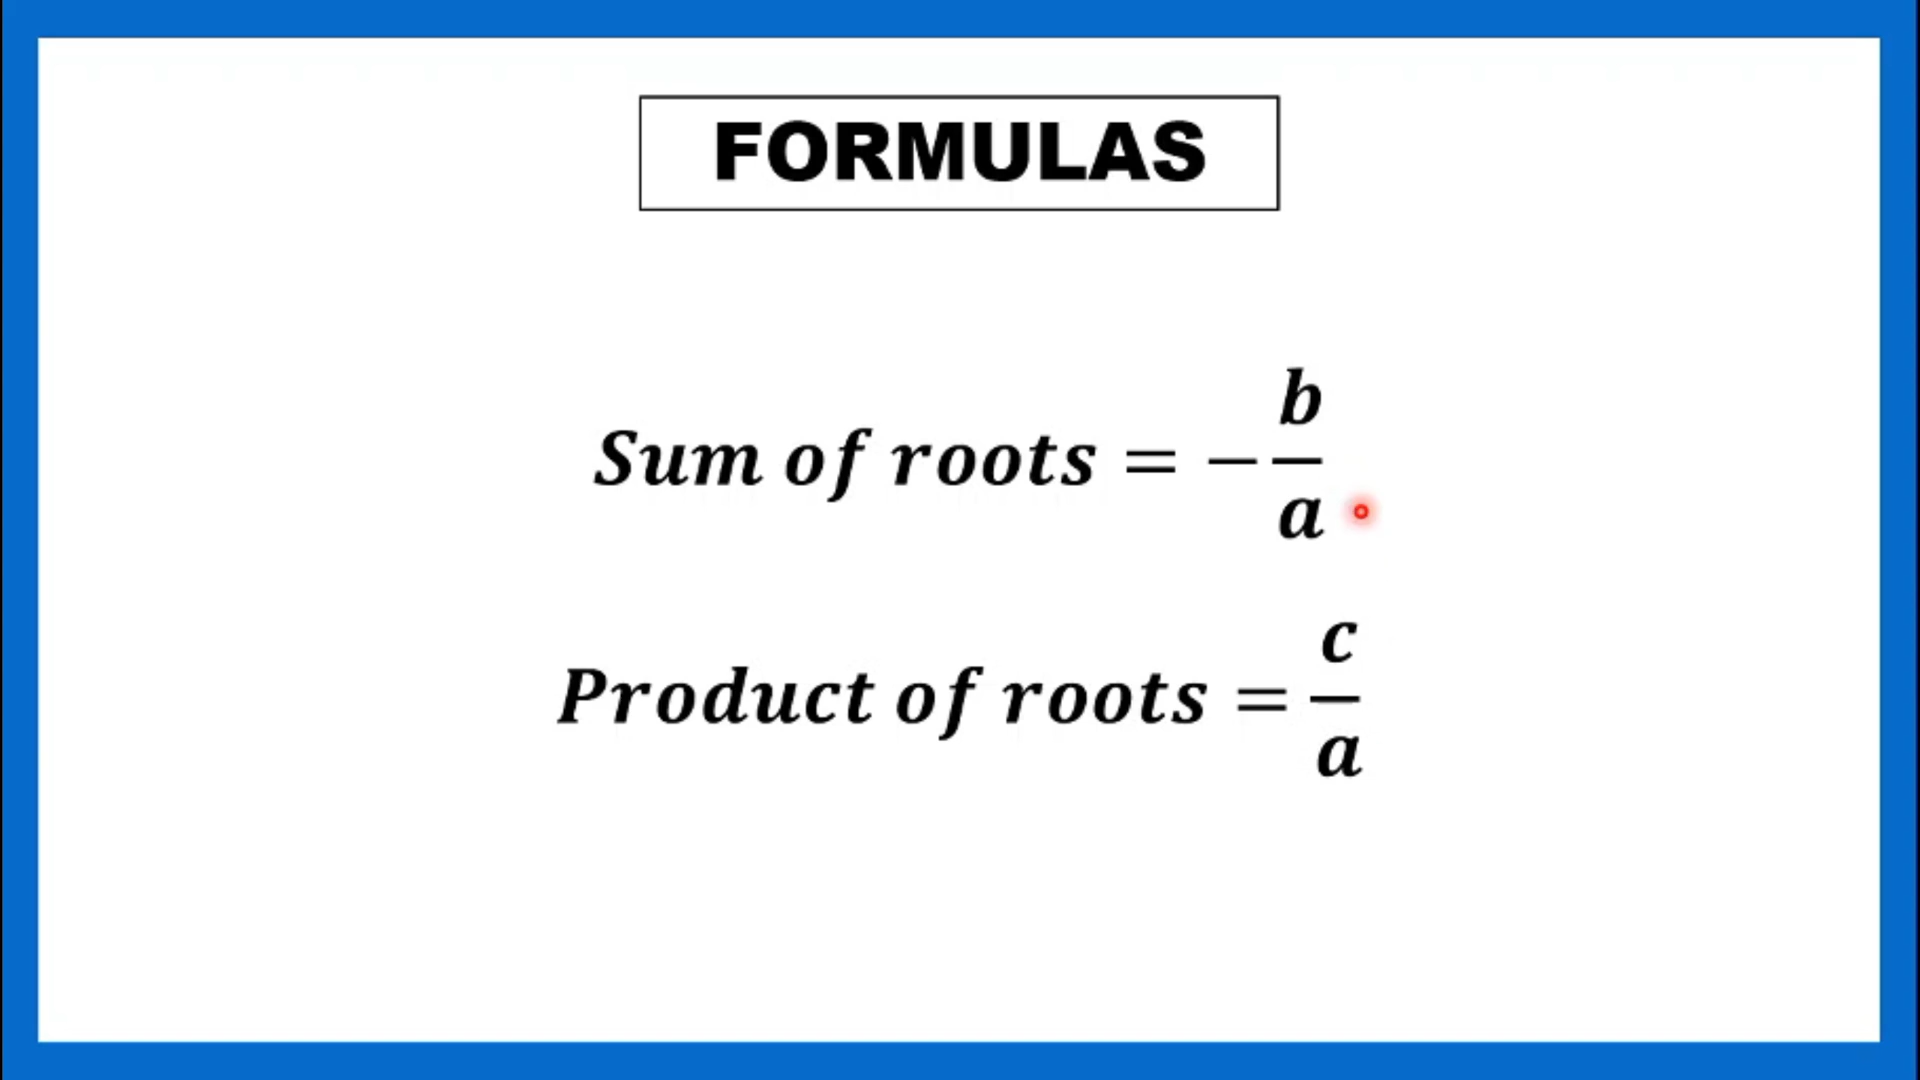 FORMULAS
Sum of roots = -b/a
Product of roots = c/a